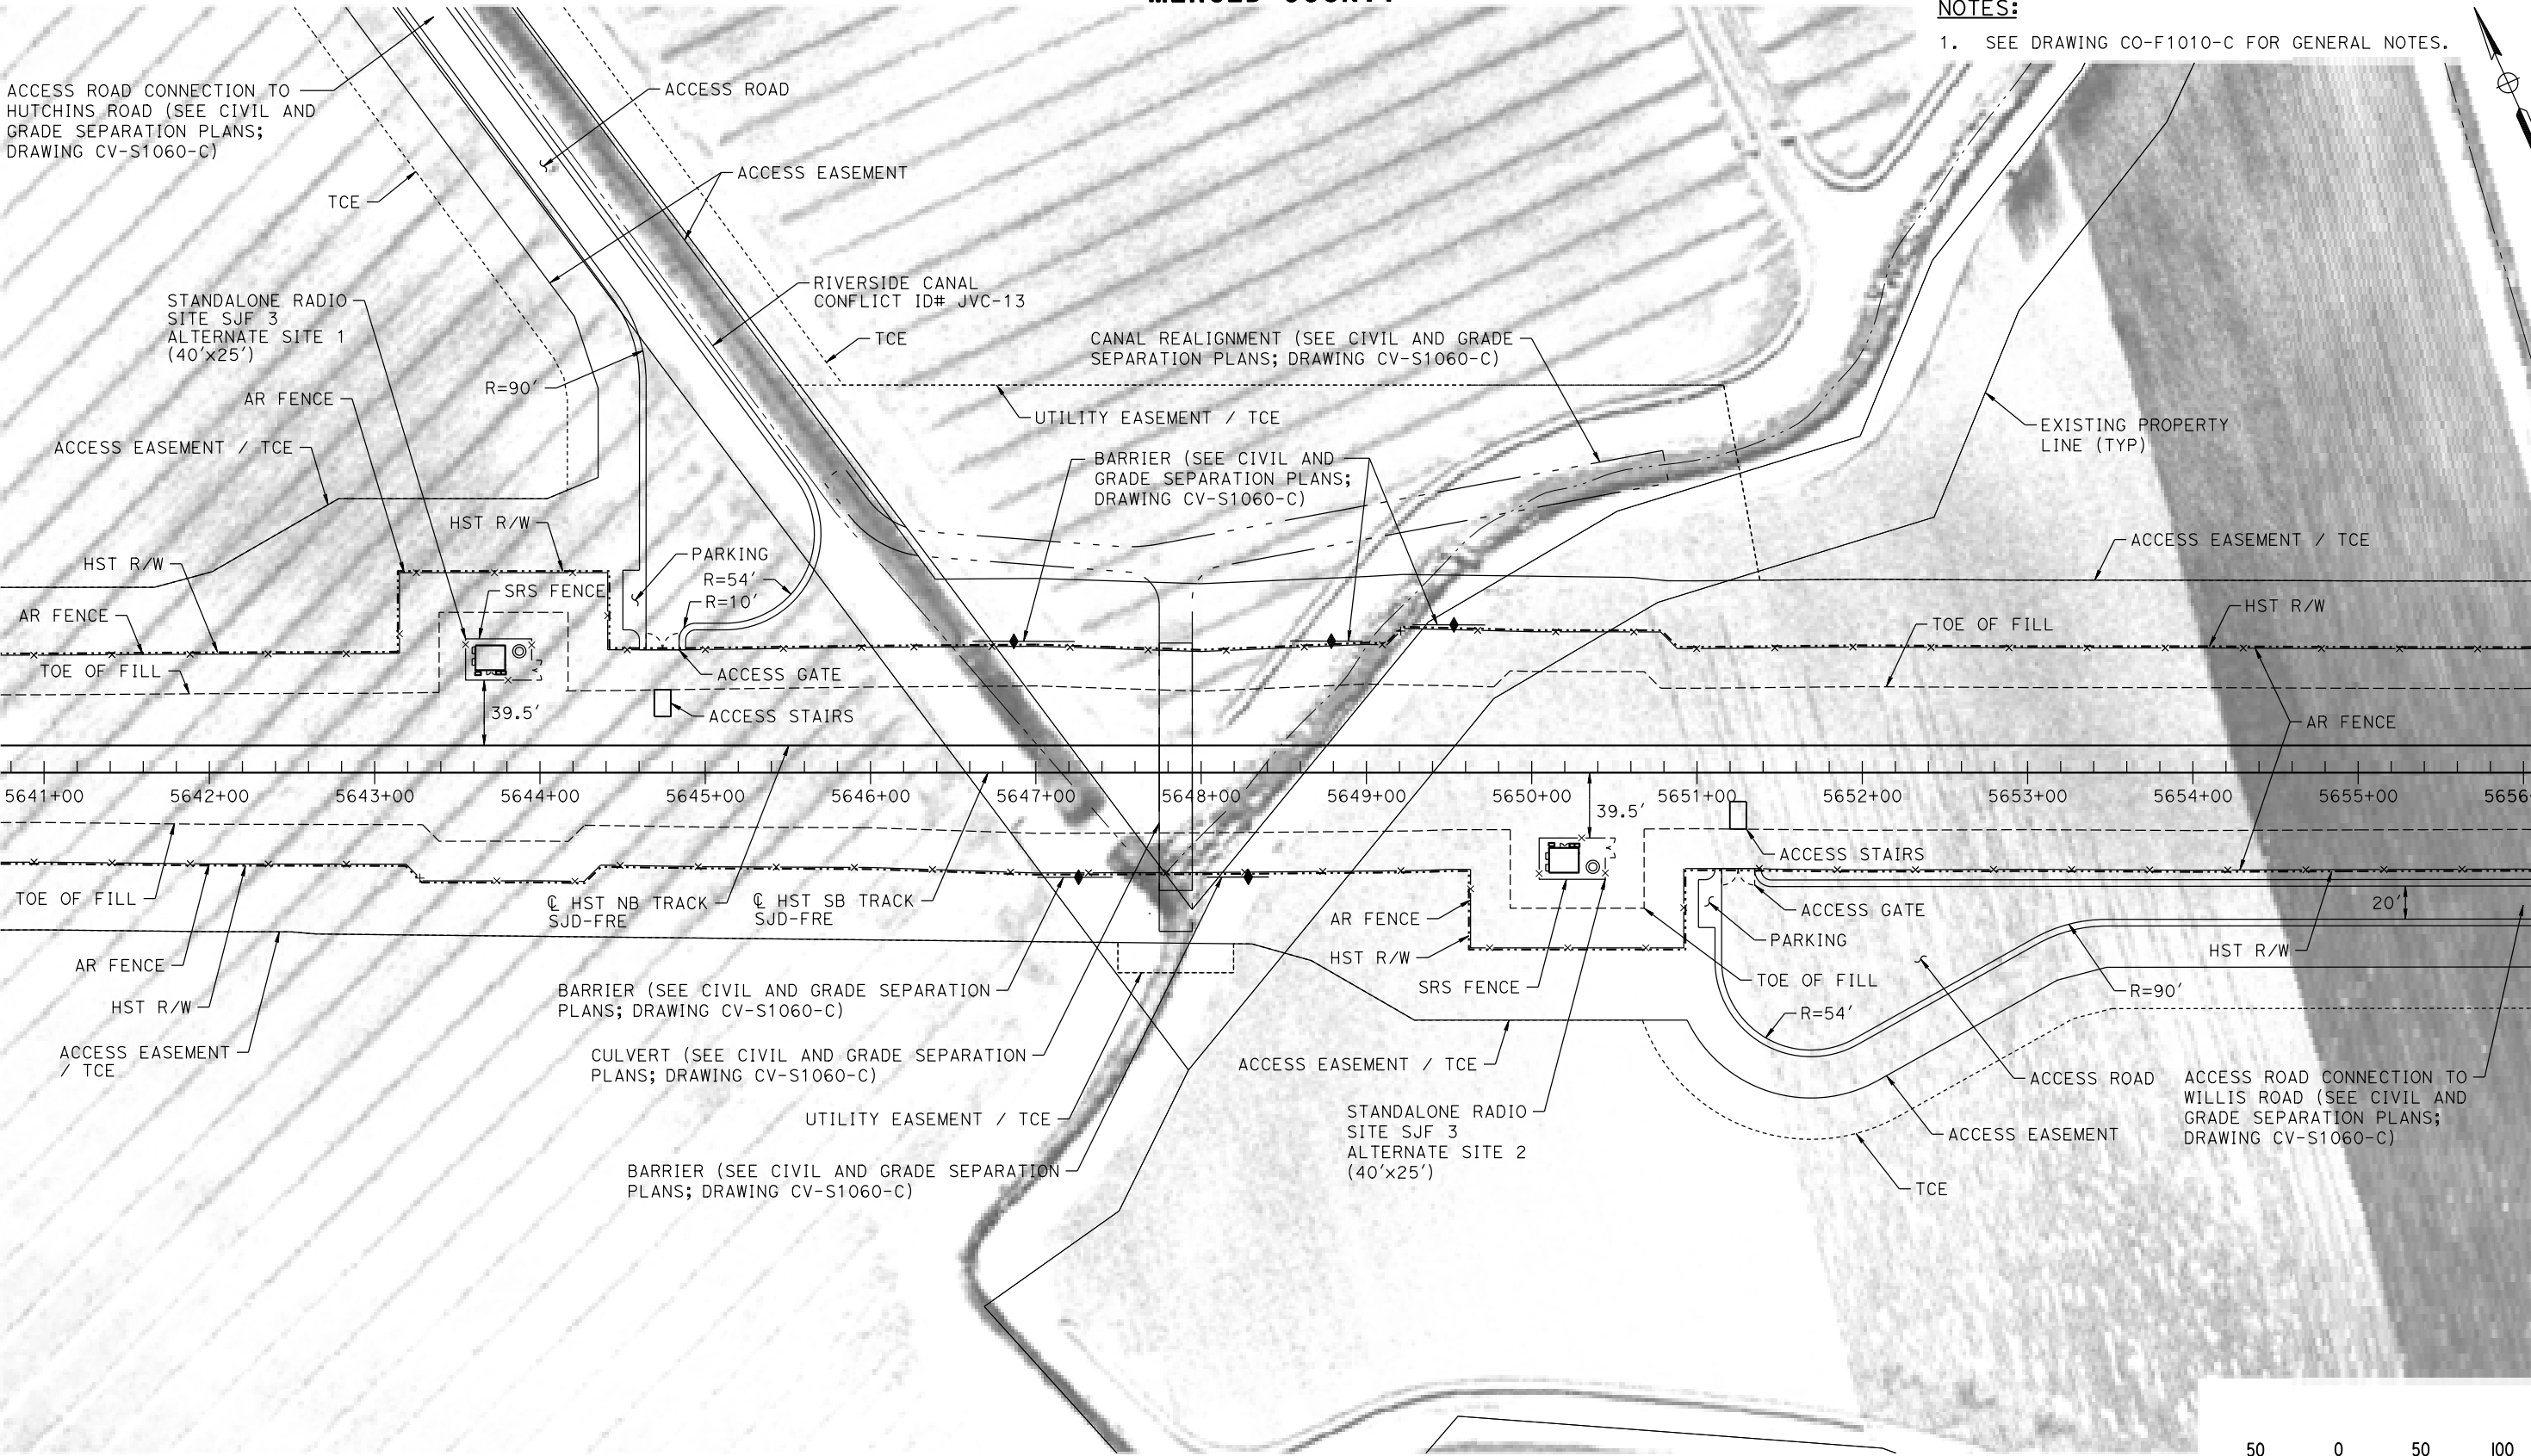 MERCED COUNTY
NOTES:
1. SEE DRAWING CO-F1010-C FOR GENERAL NOTES.
ACCESS ROAD CONNECTION TO
HUTCHINS ROAD (SEE CIVIL AND
GRADE SEPARATION PLANS;
DRAWING CV-S1060-C)
ACCESS ROAD
ACCESS EASEMENT
TCE
RIVERSIDE CANAL
CONFLICT ID# JVC-13
STANDALONE RADIO
SITE SJF 3
ALTERNATE SITE 1
(40'x25')
TCE
CANAL REALIGNMENT (SEE CIVIL AND GRADE
SEPARATION PLANS; DRAWING CV-S1060-C)
R=90'
AR FENCE
UTILITY EASEMENT / TCE
EXISTING PROPERTY
LINE (TYP)
ACCESS EASEMENT / TCE
BARRIER (SEE CIVIL AND
GRADE SEPARATION PLANS;
DRAWING CV-S1060-C)
HST R/W
ACCESS EASEMENT / TCE
HST R/W
PARKING
R=54'
R=10'
SRS FENCE
AR FENCE
HST R/W
TOE OF FILL
TOE OF FILL
ACCESS GATE
39.5'
ACCESS STAIRS
AR FENCE
5641+00
5642+00
5643+00
5644+00
5645+00
5646+00
5647+00
5648+00
5649+00
5650+00
5651+00
5652+00
5653+00
5654+00
5655+00
5656
39.5'
ACCESS STAIRS
TOE OF FILL
℄ HST NB TRACK
SJD-FRE
℄ HST SB TRACK
SJD-FRE
AR FENCE
ACCESS GATE
20'
PARKING
HST R/W
HST R/W
AR FENCE
SRS FENCE
TOE OF FILL
R=90'
HST R/W
BARRIER (SEE CIVIL AND GRADE SEPARATION
PLANS; DRAWING CV-S1060-C)
R=54'
ACCESS EASEMENT
/ TCE
CULVERT (SEE CIVIL AND GRADE SEPARATION
PLANS; DRAWING CV-S1060-C)
ACCESS EASEMENT / TCE
ACCESS ROAD
ACCESS ROAD CONNECTION TO
WILLIS ROAD (SEE CIVIL AND
GRADE SEPARATION PLANS;
DRAWING CV-S1060-C)
UTILITY EASEMENT / TCE
STANDALONE RADIO
SITE SJF 3
ALTERNATE SITE 2
(40'x25')
ACCESS EASEMENT
BARRIER (SEE CIVIL AND GRADE SEPARATION
PLANS; DRAWING CV-S1060-C)
TCE
50 0 50 100